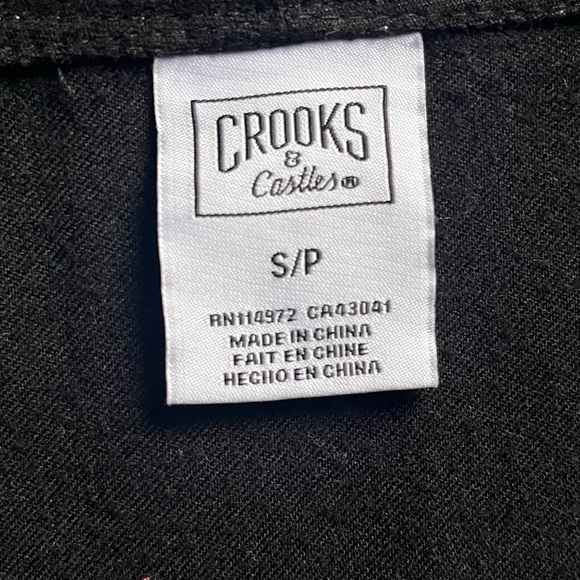 CROOKS
&
Castles®
S/P
RN114972 CA43041
MADE IN CHINA
FAIT EN CHINE
HECHO EN CHINA